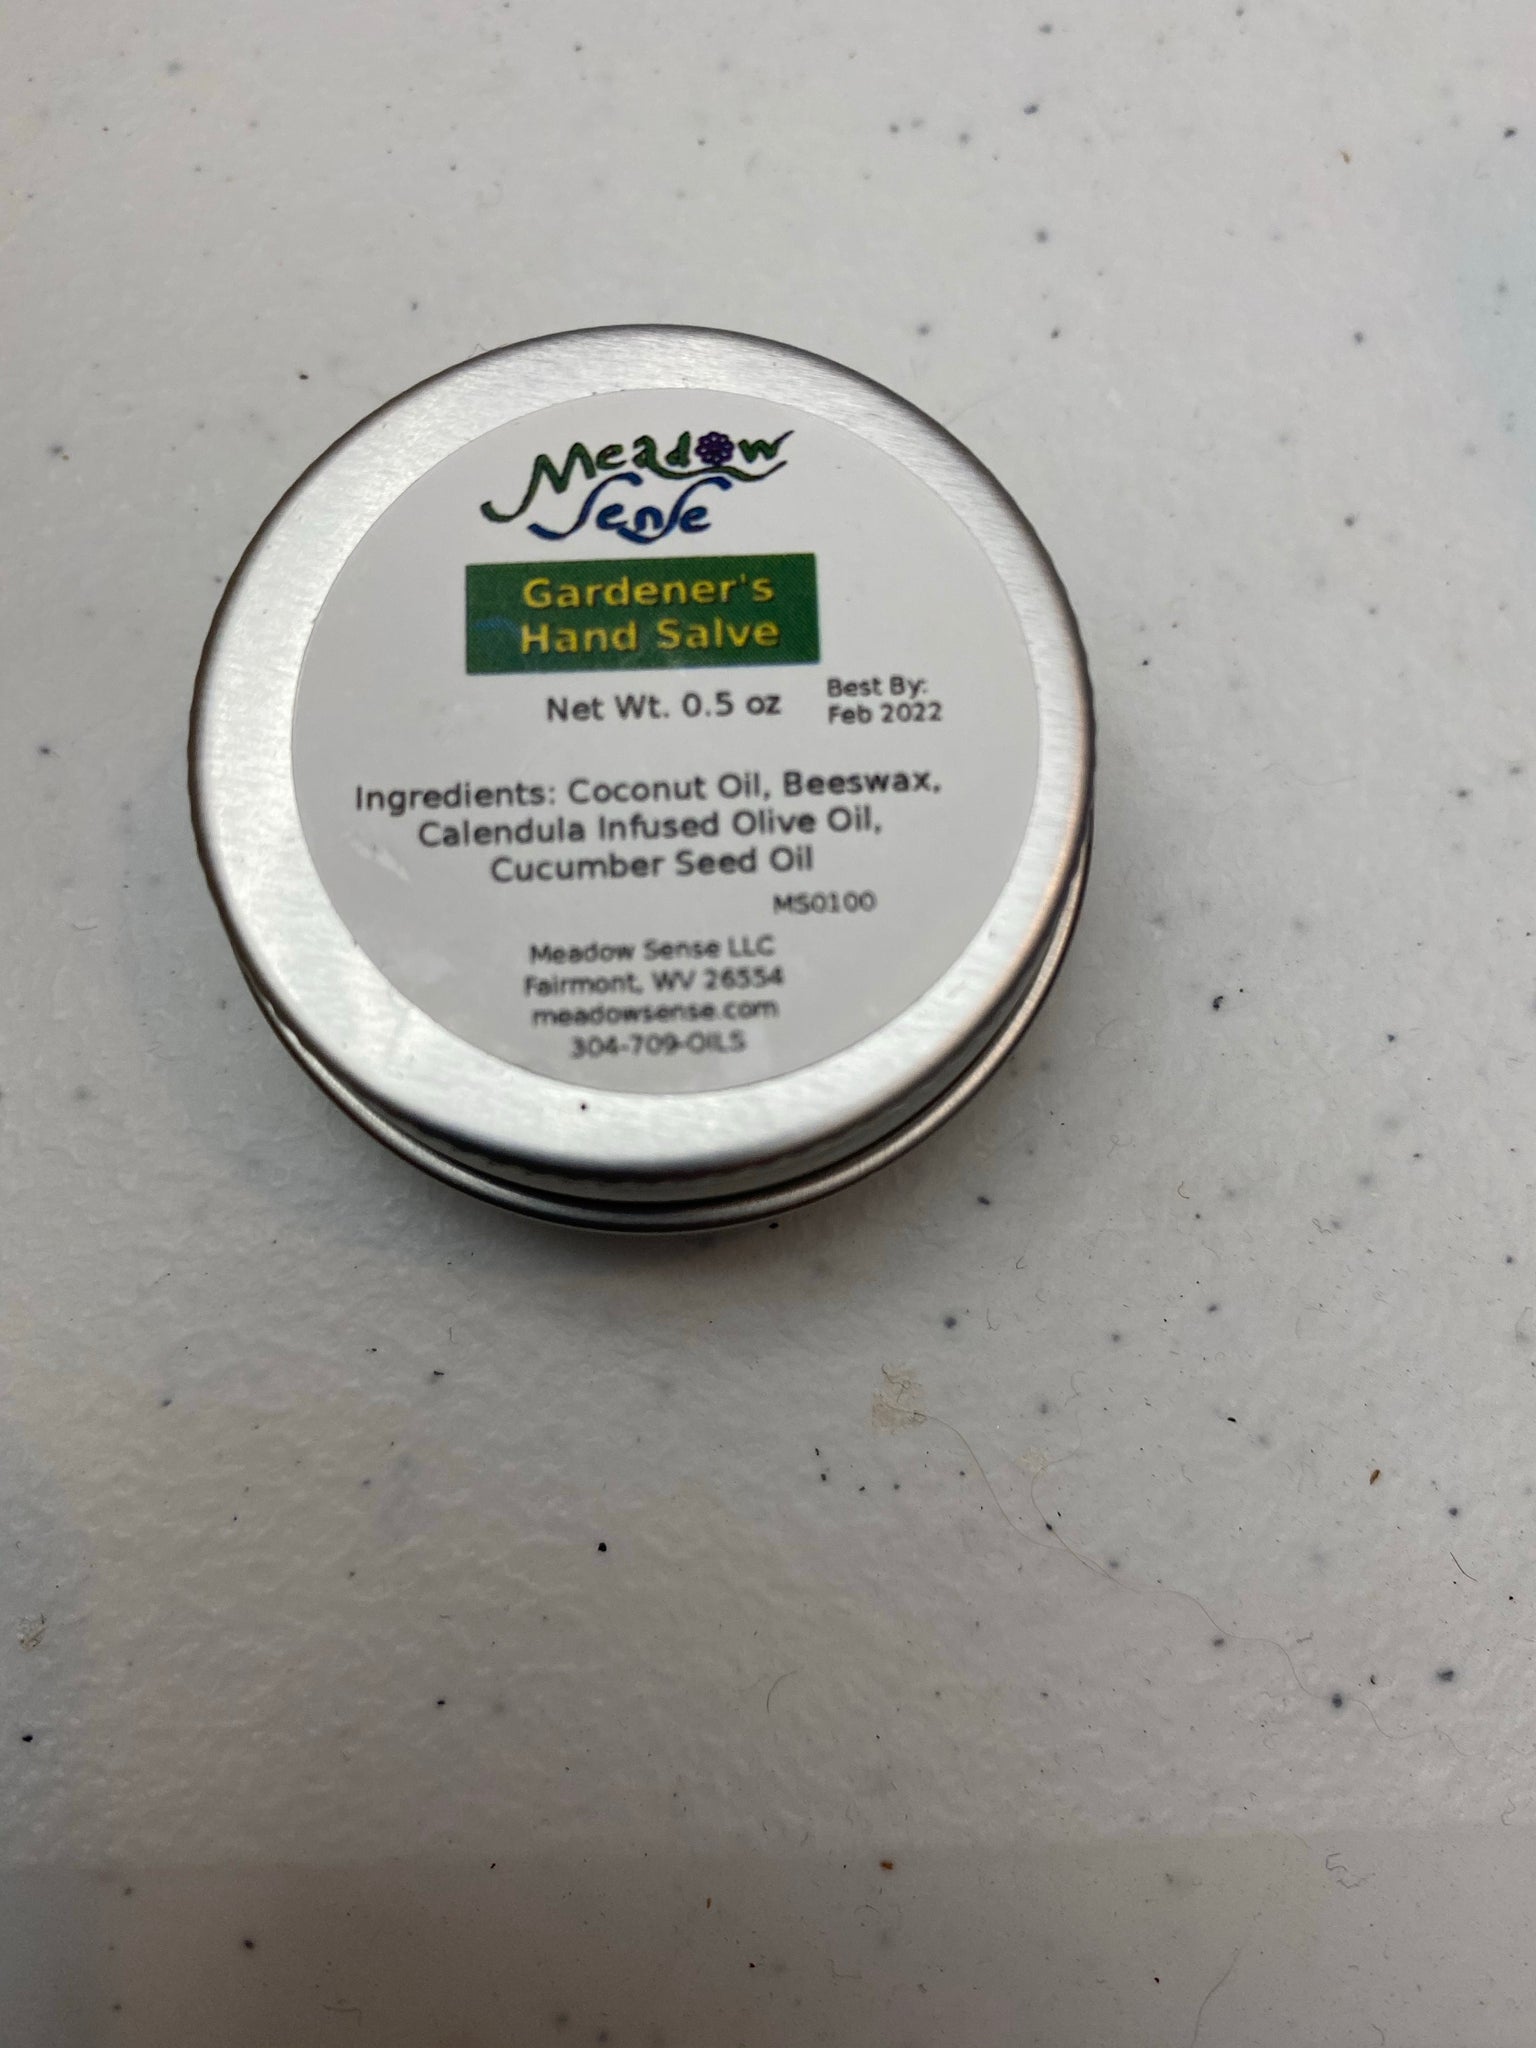 Meadow
Sense
Gardener's
Hand Salve
Net Wt. 0.5 oz
Best By:
Feb 2022
Ingredients: Coconut Oil, Beeswax,
Calendula Infused Olive Oil,
Cucumber Seed Oil
MS0100
Meadow Sense LLC
Fairmont, WV 26554
meadowsense.com
304-709-OILS